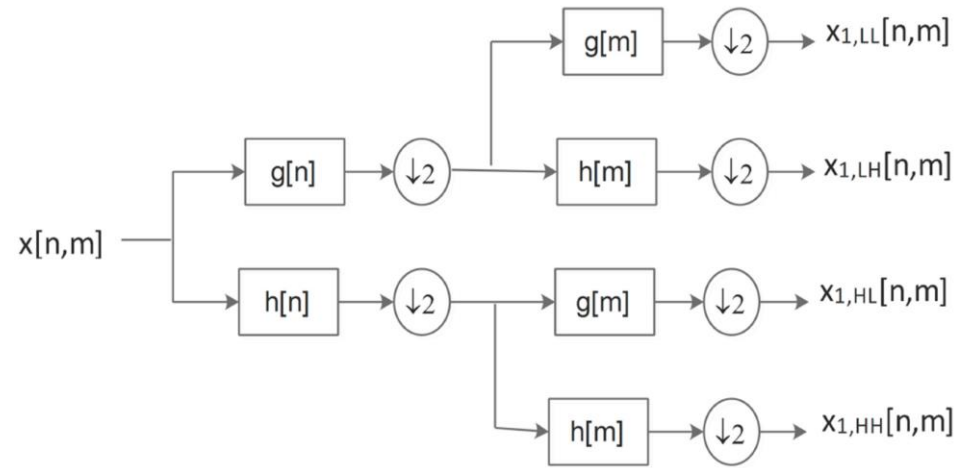 g[m] ↓2 x1,LL[n,m]
g[n] ↓2 h[m] ↓2 x1,LH[n,m]
x[n,m]
h[n] ↓2 g[m] ↓2 x1,HL[n,m]
h[m] ↓2 x1,HH[n,m]